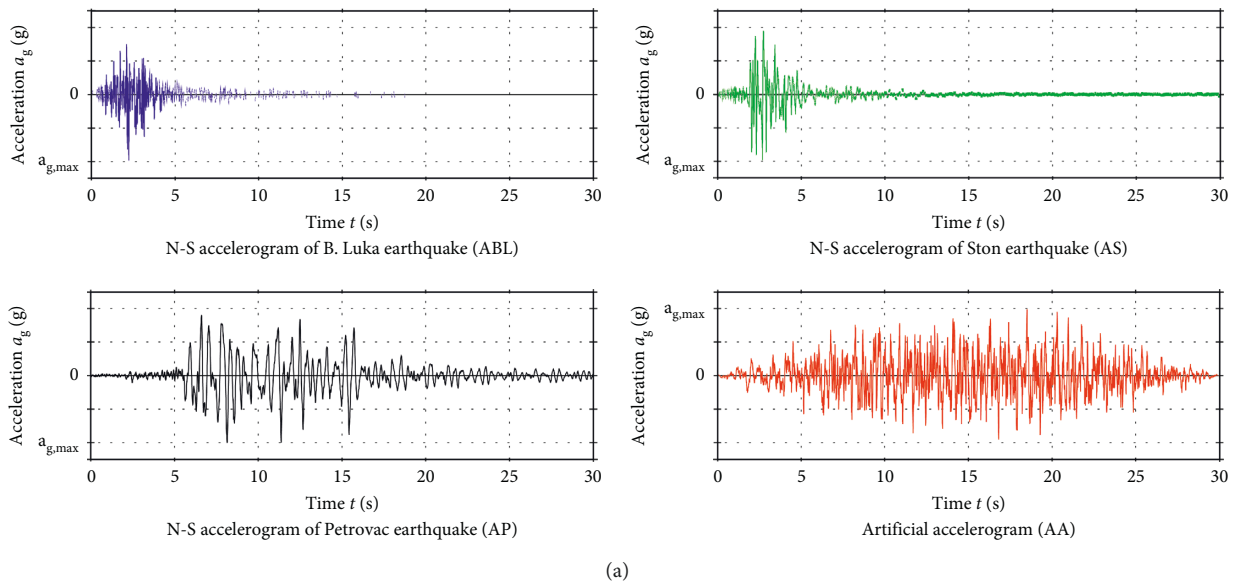 Acceleration a_g (g)
0
a_g,max
0 5 10 15 20 25 30
Time t (s)
N-S accelerogram of B. Luka earthquake (ABL)
Acceleration a_g (g)
0
a_g,max
0 5 10 15 20 25 30
Time t (s)
N-S accelerogram of Ston earthquake (AS)
Acceleration a_g (g)
0
a_g,max
0 5 10 15 20 25 30
Time t (s)
N-S accelerogram of Petrovac earthquake (AP)
Acceleration a_g (g)
a_g,max
0
0 5 10 15 20 25 30
Time t (s)
Artificial accelerogram (AA)
(a)